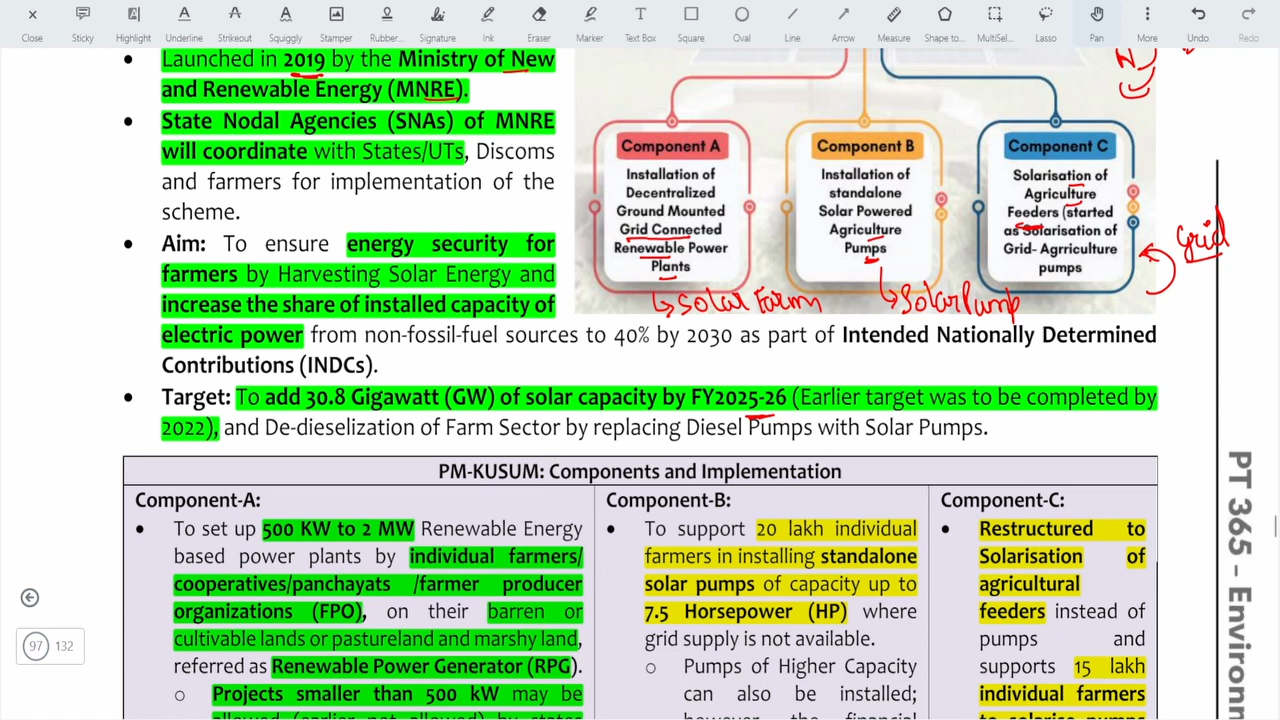 Close
Sticky
Highlight
Underline
Strikeout
Squiggly
Stamper
Rubber...
Signature
Ink
Eraser
Marker
Text Box
Square
Oval
Line
Arrow
Measure
Shape to...
MultiSel...
Lasso
Pan
More
Undo
Redo
• Launched in 2019 by the Ministry of New
and Renewable Energy (MNRE).
• State Nodal Agencies (SNAs) of MNRE
will coordinate with States/UTs, Discoms
and farmers for implementation of the
scheme.
• Aim: To ensure energy security for
farmers by Harvesting Solar Energy and
increase the share of installed capacity of
electric power from non-fossil-fuel sources to 40% by 2030 as part of Intended Nationally Determined
Contributions (INDCs).
Component A
Installation of
Decentralized
Ground Mounted
Grid Connected
Renewable Power
Plants
Solar Farm
Component B
Installation of
standalone
Solar Powered
Agriculture
Pumps
Solar Pump
Component C
Solarisation of
Agriculture
Feeders (started
as Solarisation of
Grid- Agrriculture
pumps
Grid
• Target: To add 30.8 Gigawatt (GW) of solar capacity by FY2025-26 (Earlier target was to be completed by
2022), and De-dieselization of Farm Sector by replacing Diesel Pumps with Solar Pumps.
PM-KUSUM: Components and Implementation
Component-A:
• To set up 500 KW to 2 MW Renewable Energy
based power plants by individual farmers/
cooperatives/panchayats /farmer producer
organizations (FPO), on their barren or
cultivable lands or pastureland and marshy land,
referred as Renewable Power Generator (RPG).
o Projects smaller than 500 kW may be
allowed (earlier not allowed) by states
Component-B:
• To support 20 lakh individual
farmers in installing standalone
solar pumps of capacity up to
7.5 Horsepower (HP) where
grid supply is not available.
o Pumps of Higher Capacity
can also be installed;
however, the financial
Component-C:
• Restructured to
Solarisation of
agricultural
feeders instead of
pumps and
supports 15 lakh
individual farmers
to solarise pumps
PT 365 - Environ
97 132